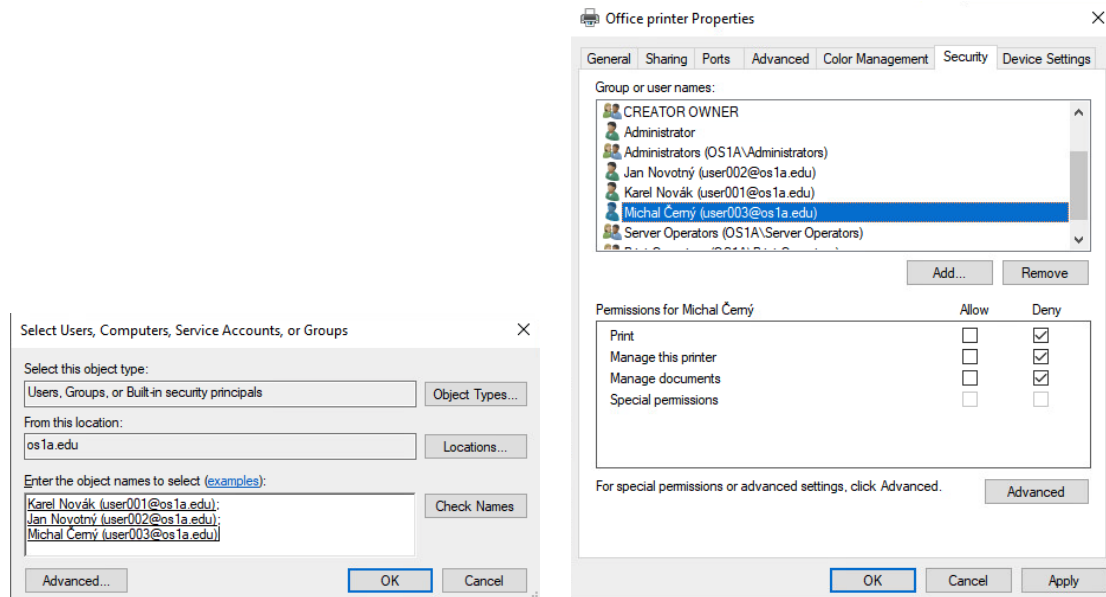 Select Users, Computers, Service Accounts, or Groups
Select this object type:
Users, Groups, or Built-in security principals
Object Types...
From this location:
os1a.edu
Locations...
Enter the object names to select (examples):
Karel Novák (user001@os1a.edu);
Jan Novotný (user002@os1a.edu);
Michal Černý (user003@os1a.edu)
Check Names
Advanced...
OK
Cancel
Office printer Properties
General
Sharing
Ports
Advanced
Color Management
Security
Device Settings
Group or user names:
CREATOR OWNER
Administrator
Administrators (OS1A\Administrators)
Jan Novotný (user002@os1a.edu)
Karel Novák (user001@os1a.edu)
Michal Černý (user003@os1a.edu)
Server Operators (OS1A\Server Operators)
Add...
Remove
Permissions for Michal Černý Allow Deny
Print
Manage this printer
Manage documents
Special permissions
For special permissions or advanced settings, click Advanced.
Advanced
OK
Cancel
Apply